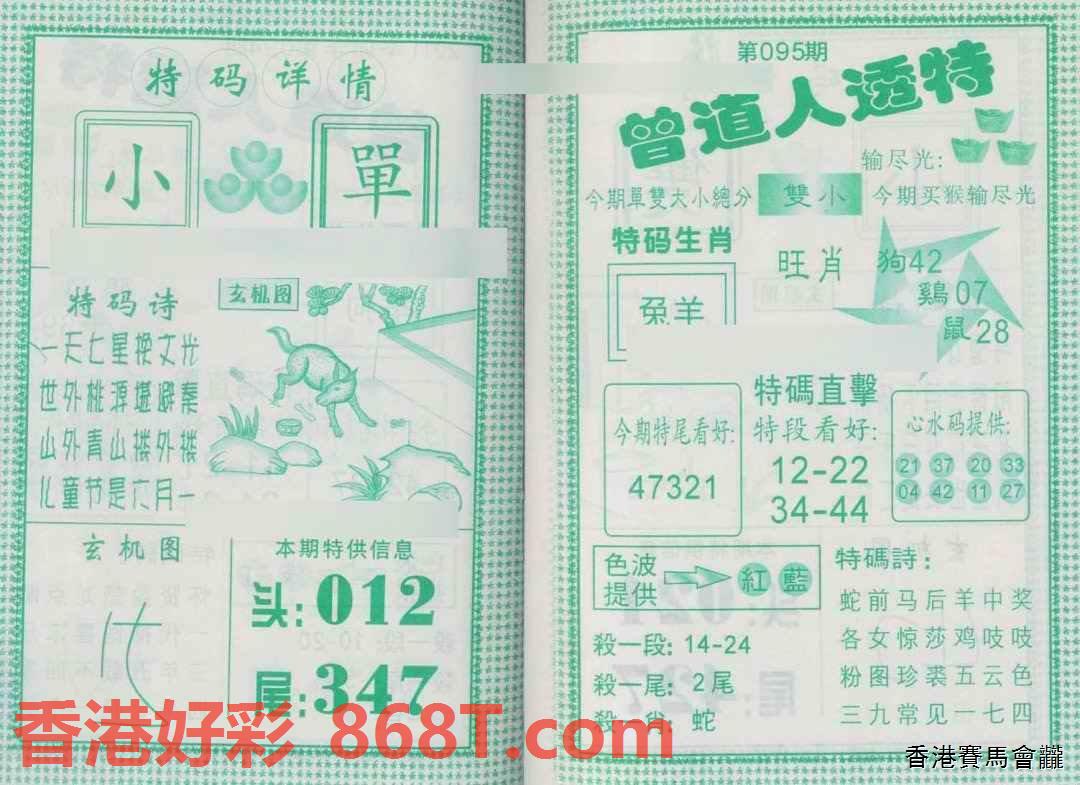 特码详情
小 單
特码诗
一天七星换文光
世外桃源堪避秦
山外青山楼外楼
儿童节是六月一
玄机图
玄机图
本期特供信息
头:012
尾:347
第095期
曾道人透特
输尽光:
今期單雙大小總分 雙小 今期买猴输尽光
特码生肖
兔羊
旺肖
狗42
鷄07
鼠28
今期特尾看好:
47321
特碼直擊
特段看好:
12-22
34-44
心水码提供:
21 37 20 33
04 42 11 27
色波
提供
紅 藍
殺一段: 14-24
殺一尾: 2尾
殺一肖: 蛇
特碼詩:
蛇前马后羊中奖
各女惊莎鸡吱吱
粉图珍裘五云色
三九常见一七四
香港好彩 868T.com
香港賽馬會